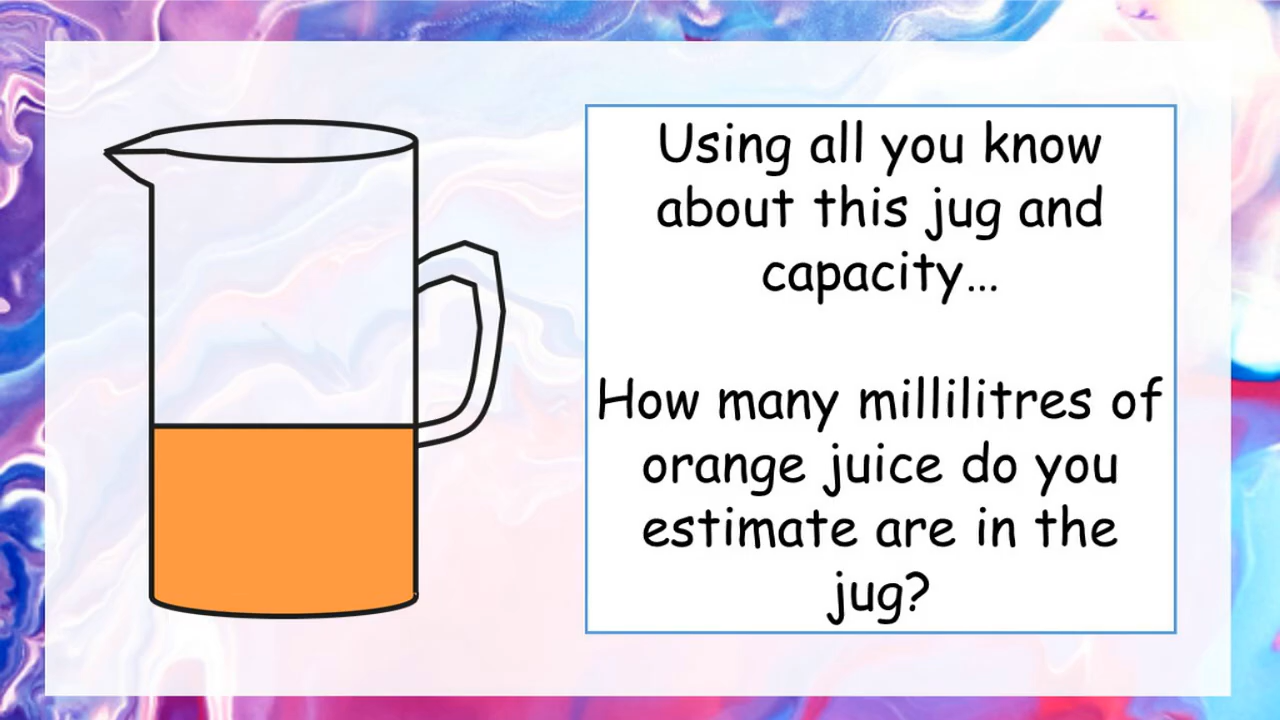 Using all you know
about this jug and
capacity…
How many millilitres of
orange juice do you
estimate are in the
jug?